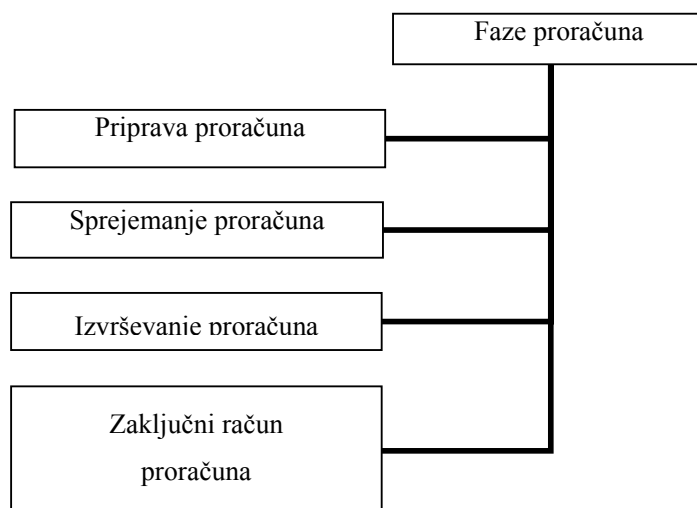 Faze proračuna
Priprava proračuna
Sprejemanje proračuna
Izvrševanje proračuna
Zaključni račun
proračuna